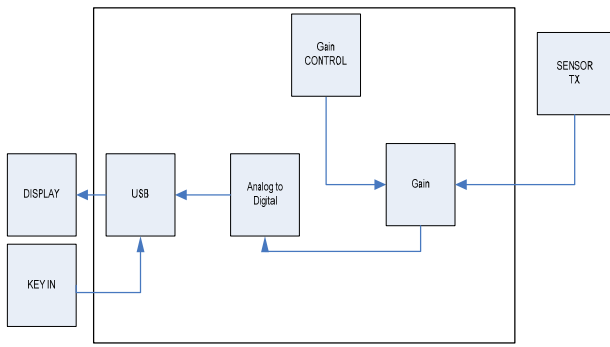 Gain
CONTROL
SENSOR
TX
DISPLAY
USB
Analog to
Digital
Gain
KEY IN